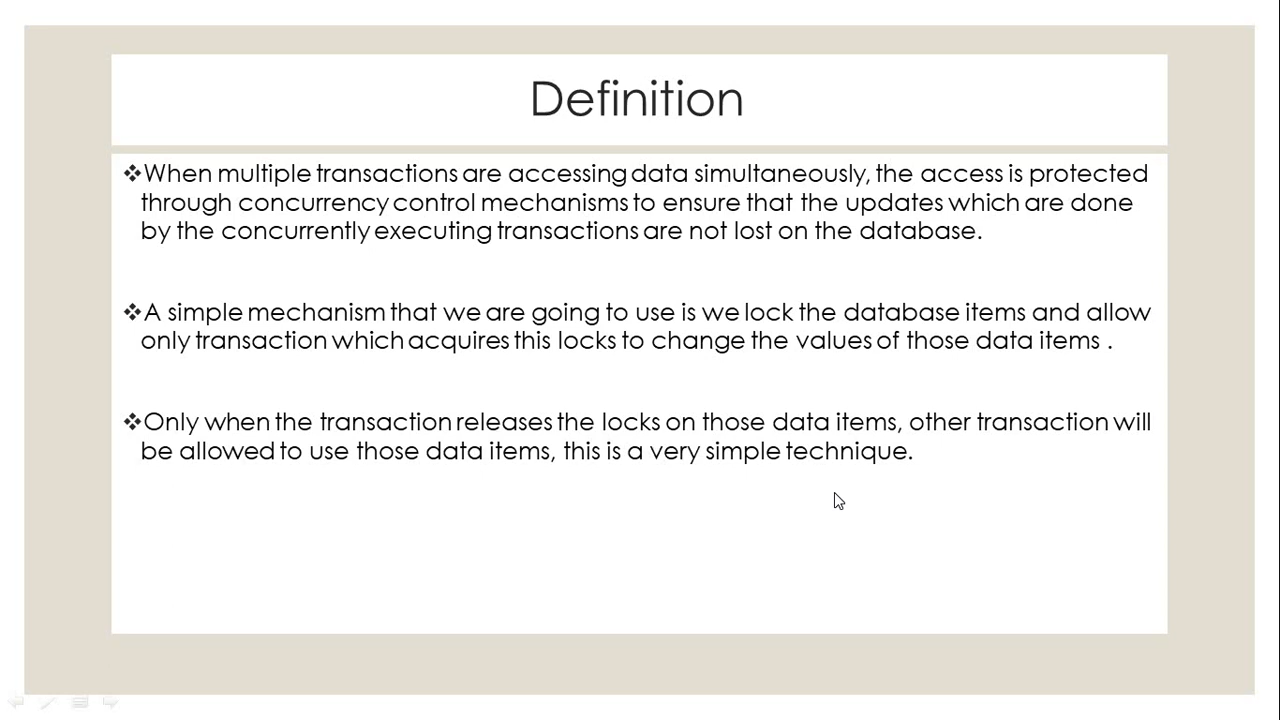 Definition
❖When multiple transactions are accessing data simultaneously, the access is protected
through concurrency control mechanisms to ensure that the updates which are done
by the concurrently executing transactions are not lost on the database.
❖A simple mechanism that we are going to use is we lock the database items and allow
only transaction which acquires this locks to change the values of those data items .
❖Only when the transaction releases the locks on those data items, other transaction will
be allowed to use those data items, this is a very simple technique.